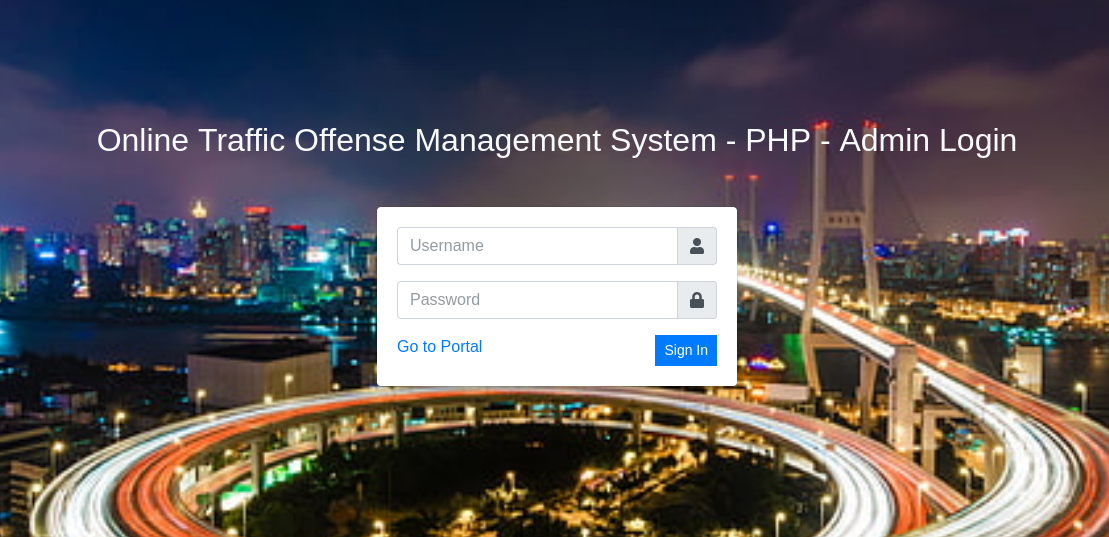 Online Traffic Offense Management System - PHP - Admin Login
Username
Password
Go to Portal
Sign In